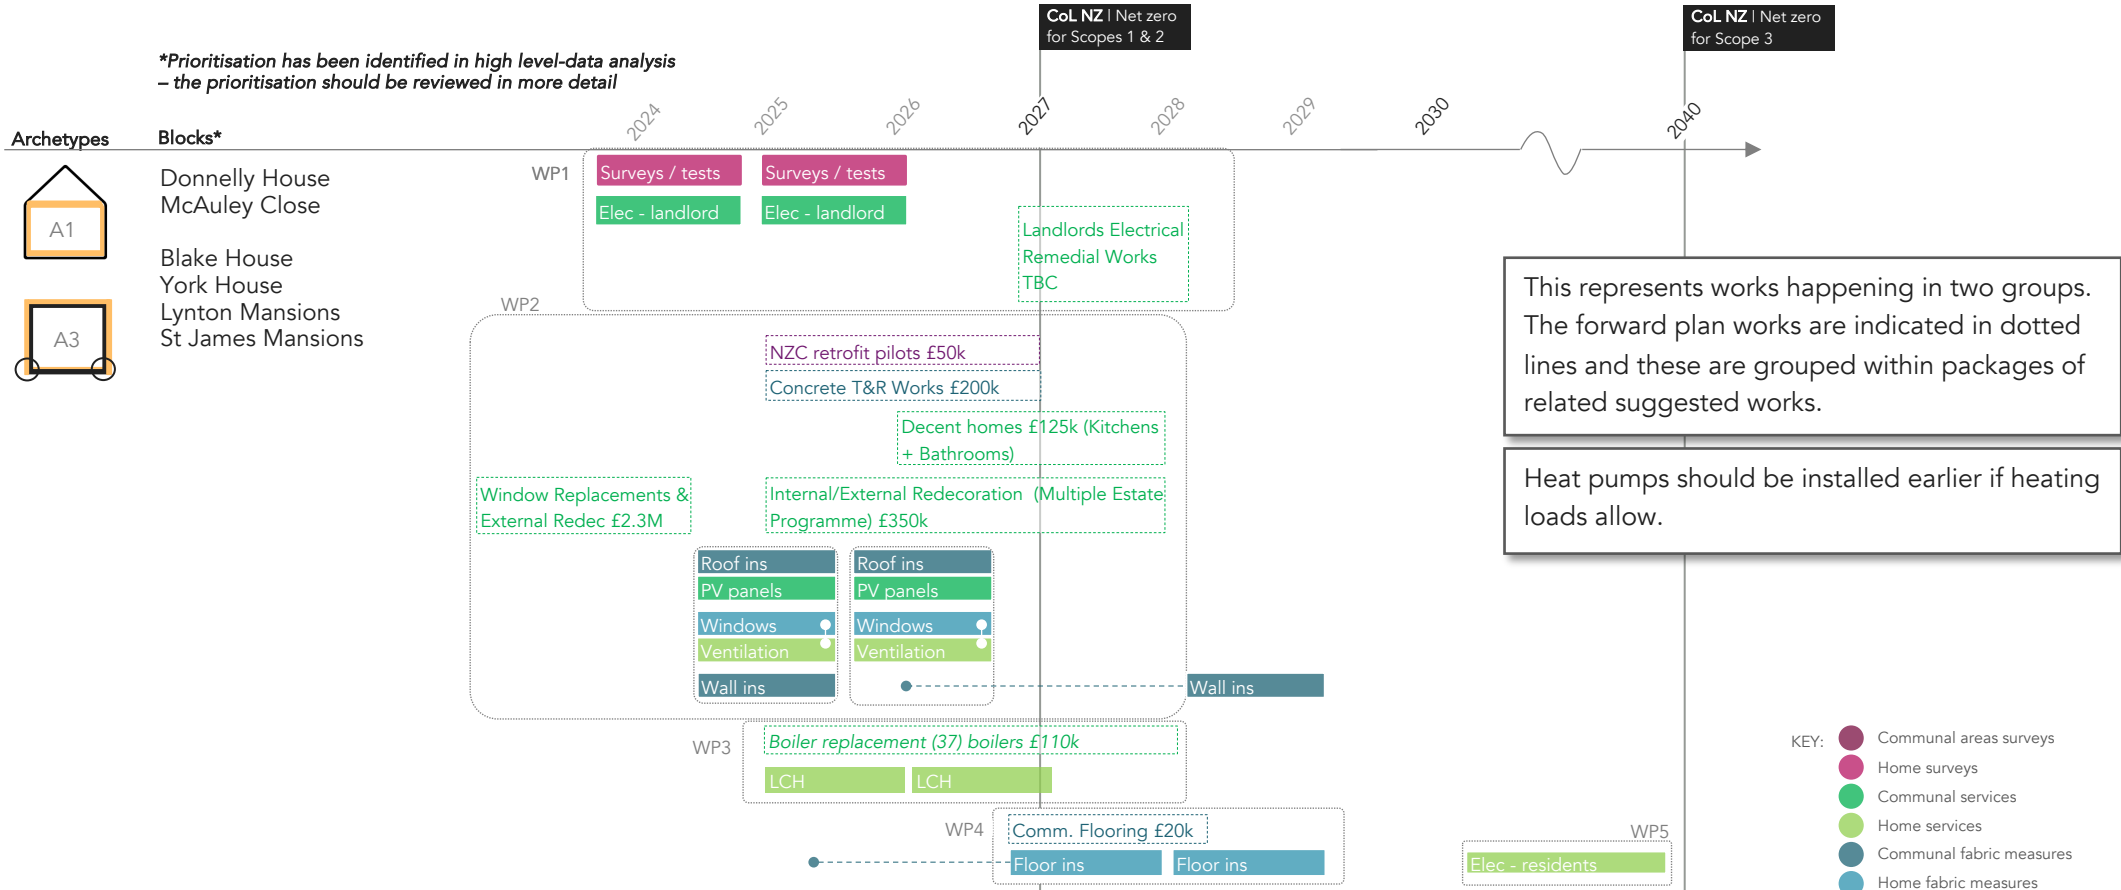 CoL NZ | Net zero
for Scopes 1 & 2
CoL NZ | Net zero
for Scope 3
*Prioritisation has been identified in high level-data analysis
– the prioritisation should be reviewed in more detail
2024
2025
2026
2027
2028
2029
2030
2040
Archetypes
Blocks*
A1
Donnelly House
McAuley Close
A3
Blake House
York House
Lynton Mansions
St James Mansions
WP1
Surveys / tests
Surveys / tests
Elec - landlord
Elec - landlord
Landlords Electrical
Remedial Works
TBC
WP2
NZC retrofit pilots £50k
Concrete T&R Works £200k
Decent homes £125k (Kitchens
+ Bathrooms)
Window Replacements &
External Redec £2.3M
Internal/External Redecoration (Multiple Estate
Programme) £350k
Roof ins
Roof ins
PV panels
PV panels
Windows
Windows
Ventilation
Ventilation
Wall ins
Wall ins
WP3
Boiler replacement (37) boilers £110k
LCH
LCH
WP4
Comm. Flooring £20k
Floor ins
Floor ins
WP5
Elec - residents
This represents works happening in two groups.
The forward plan works are indicated in dotted
lines and these are grouped within packages of
related suggested works.
Heat pumps should be installed earlier if heating
loads allow.
KEY:
Communal areas surveys
Home surveys
Communal services
Home services
Communal fabric measures
Home fabric measures